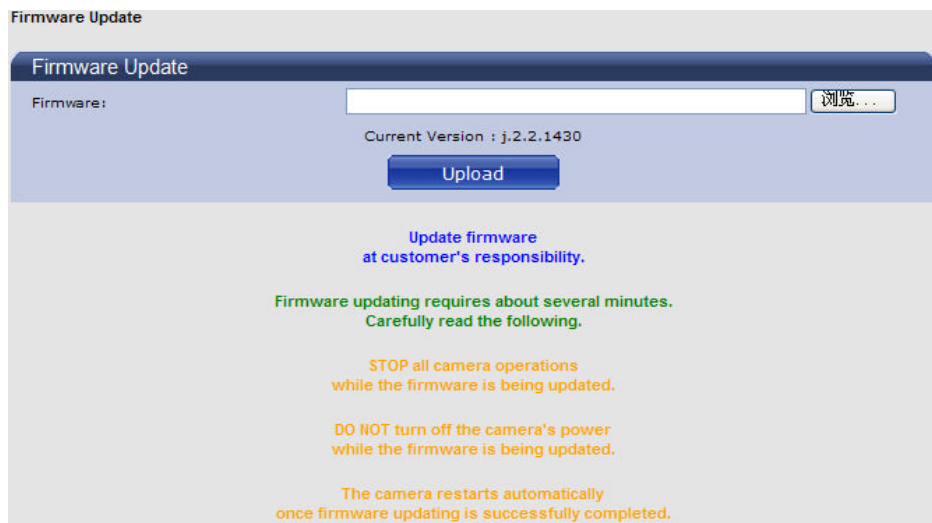 Firmware Update
Firmware Update
Firmware:
浏览...
Current Version : j.2.2.1430
Upload
Update firmware
at customer's responsibility.
Firmware updating requires about several minutes.
Carefully read the following.
STOP all camera operations
while the firmware is being updated.
DO NOT turn off the camera's power
while the firmware is being updated.
The camera restarts automatically
once firmware updating is successfully completed.